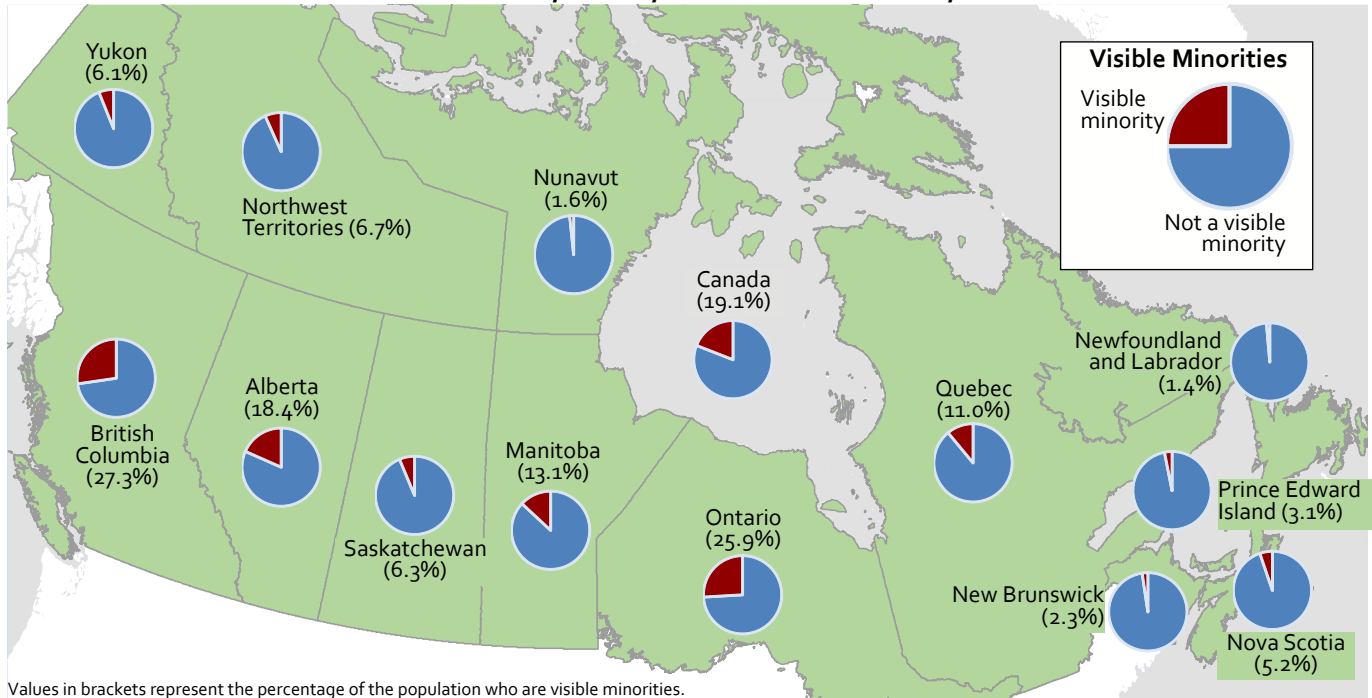 Yukon
(6.1%)
Northwest
Territories (6.7%)
Nunavut
(1.6%)
Visible Minorities
Visible
minority
Not a visible
minority
Canada
(19.1%)
British
Columbia
(27.3%)
Alberta
(18.4%)
Saskatchewan
(6.3%)
Manitoba
(13.1%)
Ontario
(25.9%)
Quebec
(11.0%)
Newfoundland
and Labrador
(1.4%)
Prince Edward
Island (3.1%)
New Brunswick
(2.3%)
Nova Scotia
(5.2%)
Values in brackets represent the percentage of the population who are visible minorities.